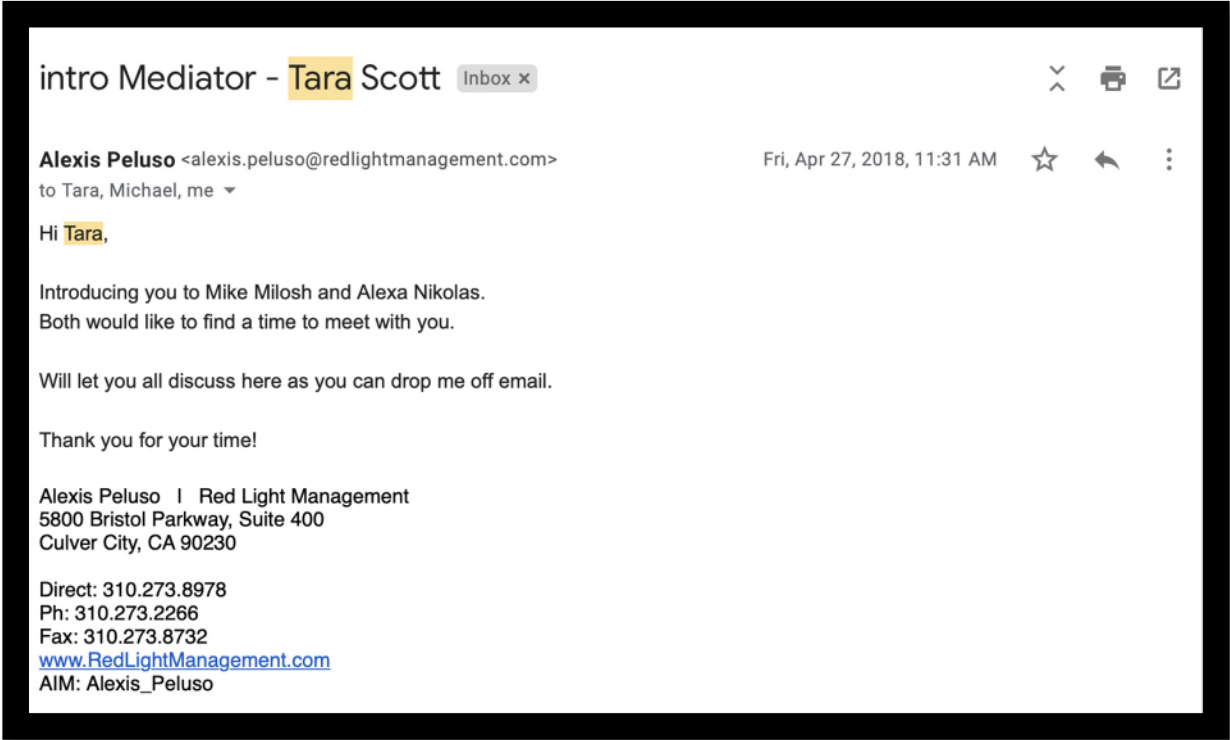 intro Mediator - Tara Scott Inbox ×
Alexis Peluso <alexis.peluso@redlightmanagement.com> Fri, Apr 27, 2018, 11:31 AM
to Tara, Michael, me
Hi Tara,
Introducing you to Mike Milosh and Alexa Nikolas.
Both would like to find a time to meet with you.
Will let you all discuss here as you can drop me off email.
Thank you for your time!
Alexis Peluso l Red Light Management
5800 Bristol Parkway, Suite 400
Culver City, CA 90230
Direct: 310.273.8978
Ph: 310.273.2266
Fax: 310.273.8732
www.RedLightManagement.com
AIM: Alexis_Peluso